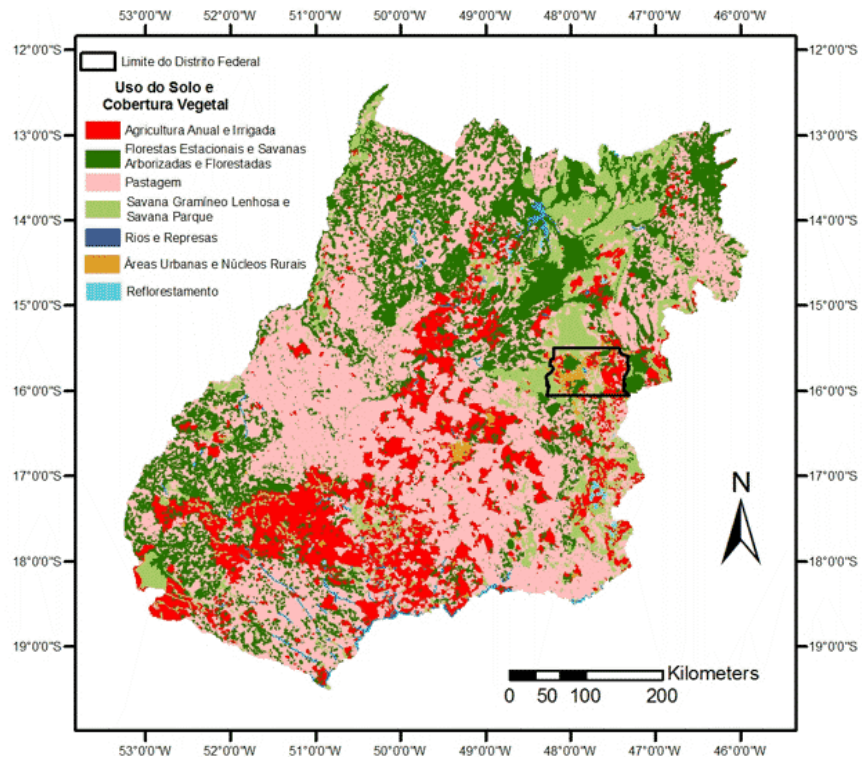 53°0'0"W 52°0'0"W 51°0'0"W 50°0'0"W 49°0'0"W 48°0'0"W 47°0'0"W 46°0'0"W
12°0'0"S 12°0'0"S
Limite do Distrito Federal
Uso do Solo e
Cobertura Vegetal
Agricultura Anual e Irrigada
Florestas Estacionais e Savanas
Arborizadas e Florestadas
Pastagem
Savana Gramíneo Lenhosa e
Savana Parque
Rios e Represas
Áreas Urbanas e Núcleos Rurais
Reflorestamento
13°0'0"S 13°0'0"S
14°0'0"S 14°0'0"S
15°0'0"S 15°0'0"S
16°0'0"S 16°0'0"S
17°0'0"S 17°0'0"S
N
18°0'0"S 18°0'0"S
19°0'0"S 19°0'0"S
Kilometers
0 50 100 200
53°0'0"W 52°0'0"W 51°0'0"W 50°0'0"W 49°0'0"W 48°0'0"W 47°0'0"W 46°0'0"W